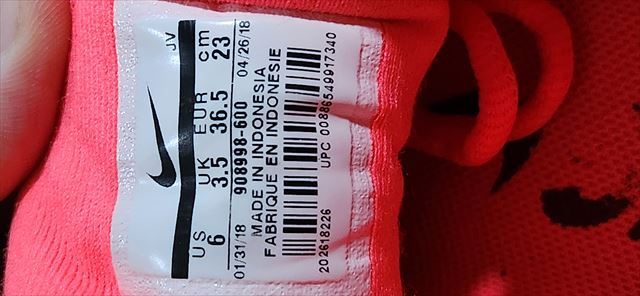 JV
US UK EUR cm
6 3.5 36.5 23
01/31/18 908998-600 04/26/18
MADE IN INDONESIA
FABRIQUE EN INDONESIE
202618226 UPC 00886549917340